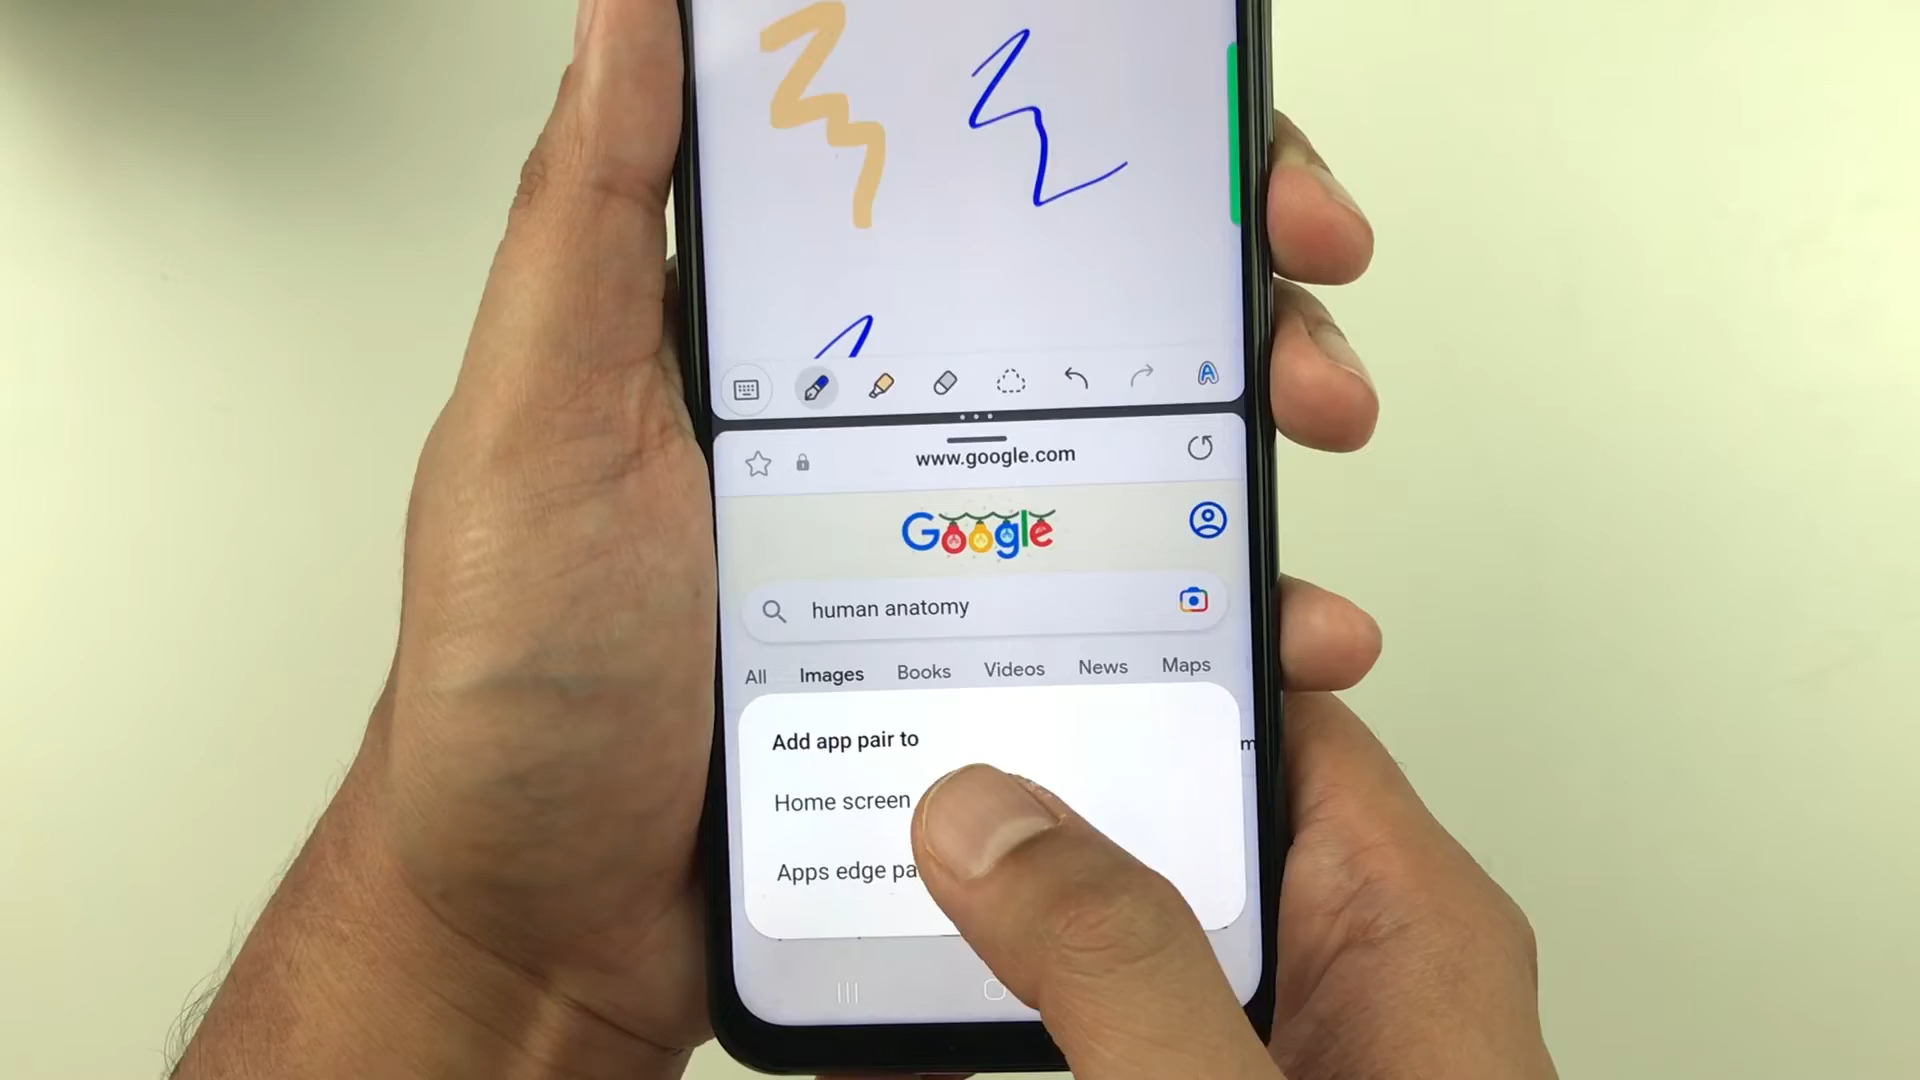 www.google.com
Google
human anatomy
All Images Books Videos News Maps
Add app pair to
Home screen
Apps edge